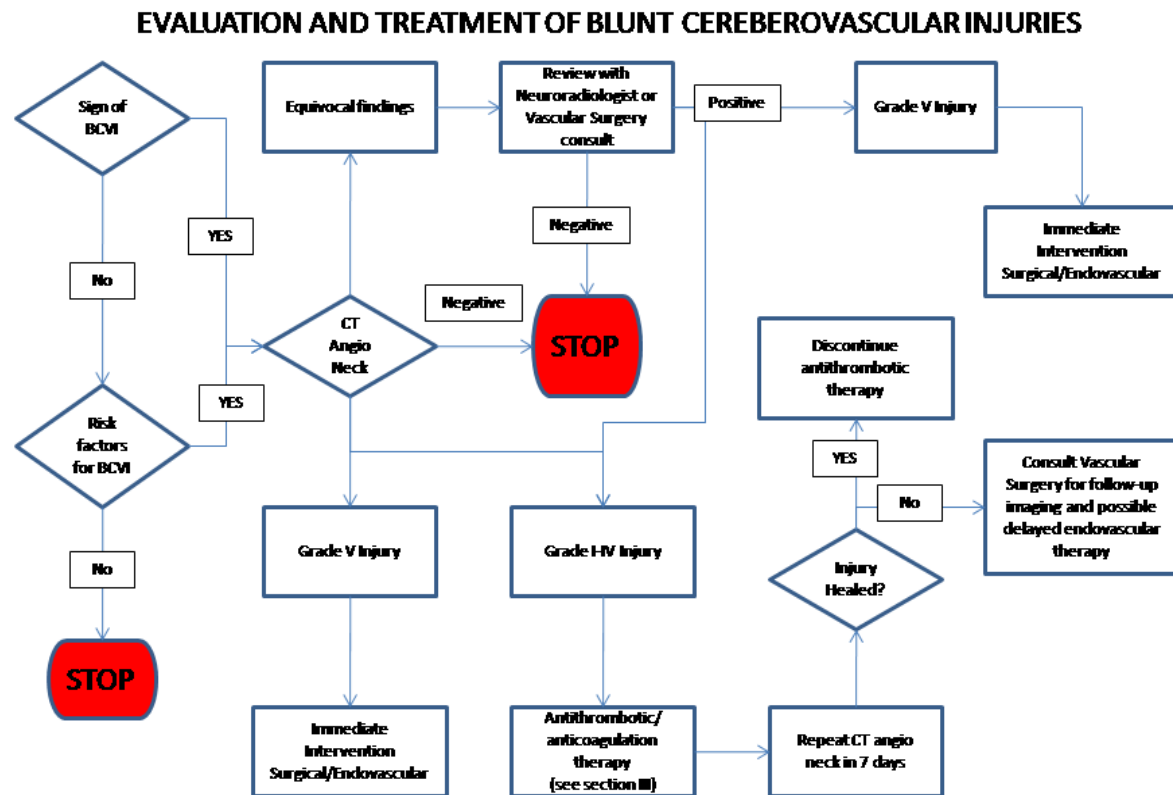 EVALUATION AND TREATMENT OF BLUNT CEREBEROVASCULAR INJURIES
Sign of
BCVI
YES
No
Risk
factors
for BCVI
YES
No
STOP
CT
Angio
Neck
Equivocal findings
Review with
Neuroradiologist or
Vascular Surgery
consult
Positive
Grade V Injury
Immediate
Intervention
Surgical/Endovascular
Negative
Negative
STOP
Grade V Injury
Immediate
Intervention
Surgical/Endovascular
Grade I-IV Injury
Antithrombotic/
anticoagulation
therapy
(see section III)
Repeat CT angio
neck in 7 days
Injury
Healed?
YES
Discontinue
antithrombotic
therapy
No
Consult Vascular
Surgery for follow-up
imaging and possible
delayed endovascular
therapy